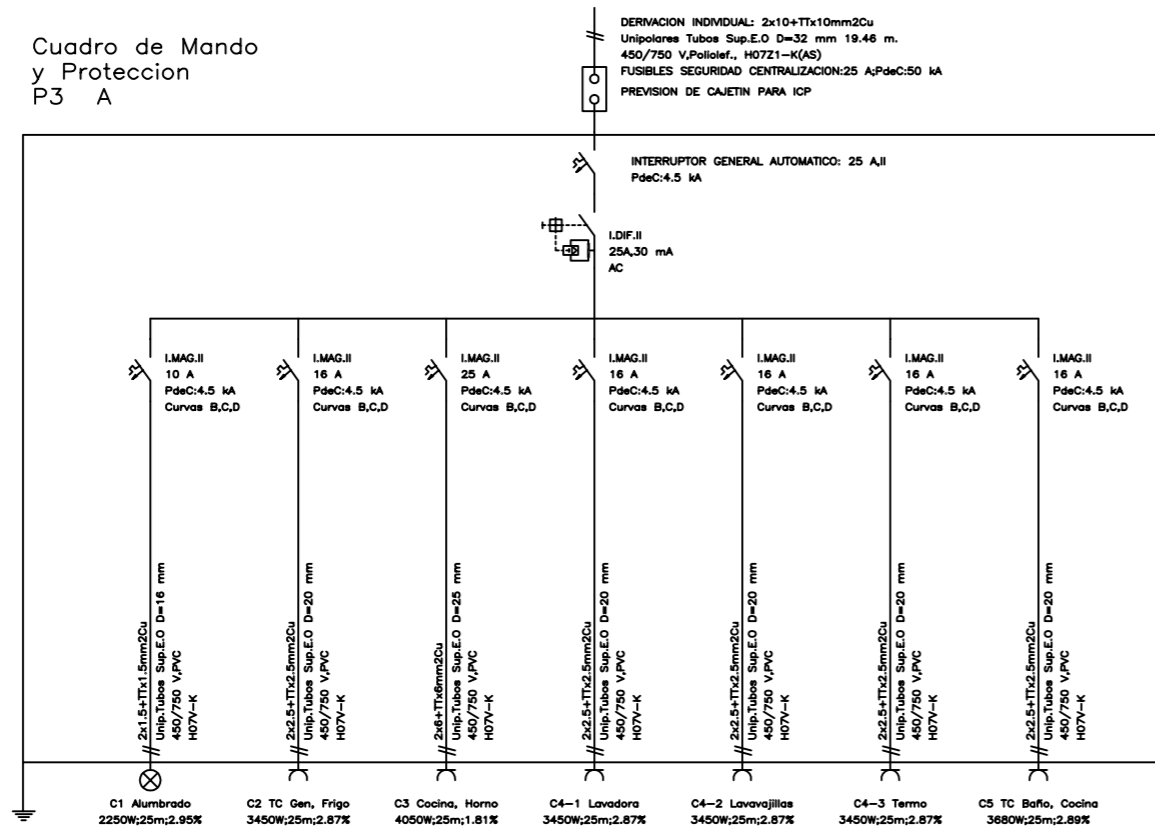 Cuadro de Mando
y Proteccion
P3 A
DERIVACION INDIVIDUAL: 2x10+TTx10mm2Cu
Unipolares Tubos Sup.E.O D=32 mm 19.46 m.
450/750 V,Poliolef., H07Z1-K(AS)
FUSIBLES SEGURIDAD CENTRALIZACION:25 A;PdeC:50 kA
PREVISION DE CAJETIN PARA ICP
INTERRUPTOR GENERAL AUTOMATICO: 25 A,II
PdeC:4.5 kA
I.DIF.II
25A,30 mA
AC
I.MAG.II
10 A
PdeC:4.5 kA
Curvas B,C,D
I.MAG.II
16 A
PdeC:4.5 kA
Curvas B,C,D
I.MAG.II
25 A
PdeC:4.5 kA
Curvas B,C,D
I.MAG.II
16 A
PdeC:4.5 kA
Curvas B,C,D
I.MAG.II
16 A
PdeC:4.5 kA
Curvas B,C,D
I.MAG.II
16 A
PdeC:4.5 kA
Curvas B,C,D
I.MAG.II
16 A
PdeC:4.5 kA
Curvas B,C,D
2x1.5+TTx1.5mm2Cu
Unip.Tubos Sup.E.O D=16 mm
450/750 V,PVC
H07V-K
2x2.5+TTx2.5mm2Cu
Unip.Tubos Sup.E.O D=20 mm
450/750 V,PVC
H07V-K
2x6+TTx6mm2Cu
Unip.Tubos Sup.E.O D=25 mm
450/750 V,PVC
H07V-K
2x2.5+TTx2.5mm2Cu
Unip.Tubos Sup.E.O D=20 mm
450/750 V,PVC
H07V-K
2x2.5+TTx2.5mm2Cu
Unip.Tubos Sup.E.O D=20 mm
450/750 V,PVC
H07V-K
2x2.5+TTx2.5mm2Cu
Unip.Tubos Sup.E.O D=20 mm
450/750 V,PVC
H07V-K
2x2.5+TTx2.5mm2Cu
Unip.Tubos Sup.E.O D=20 mm
450/750 V,PVC
H07V-K
C1 Alumbrado
2250W;25m;2.95%
C2 TC Gen, Frigo
3450W;25m;2.87%
C3 Cocina, Horno
4050W;25m;1.81%
C4-1 Lavadora
3450W;25m;2.87%
C4-2 Lavavajillas
3450W;25m;2.87%
C4-3 Termo
3450W;25m;2.87%
C5 TC Baño, Cocina
3680W;25m;2.89%